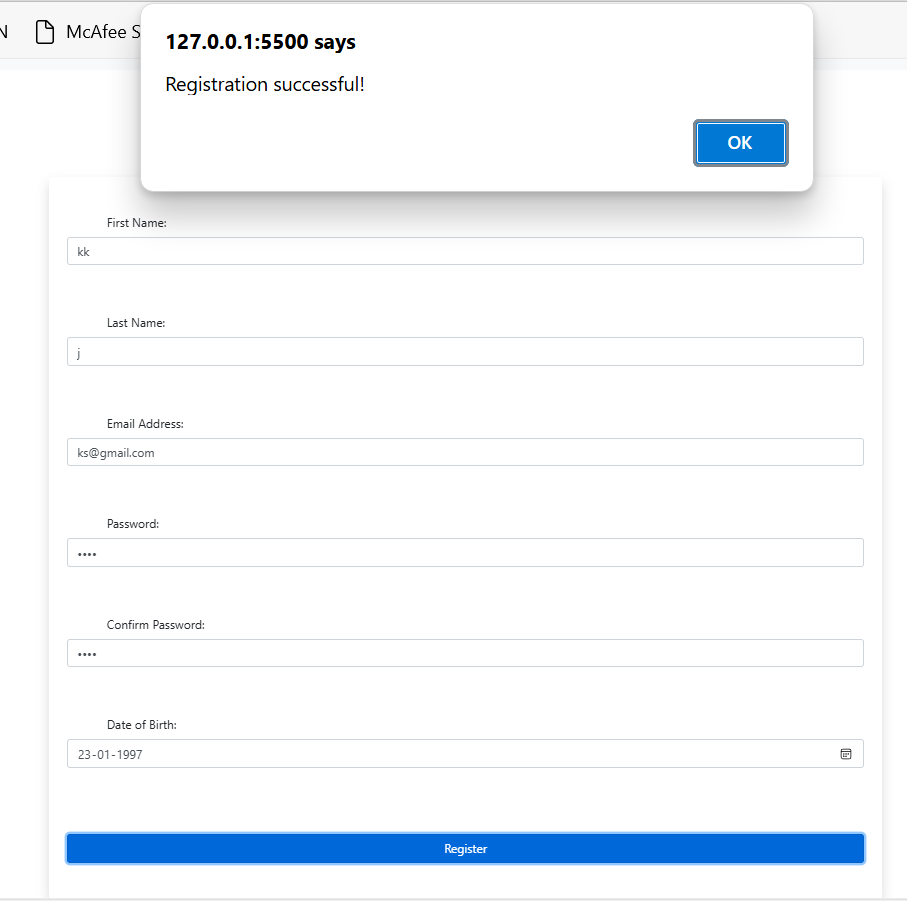 N
McAfee S
127.0.0.1:5500 says
Registration successful!
OK
First Name:
kk
Last Name:
j
Email Address:
ks@gmail.com
Password:
••••
Confirm Password:
••••
Date of Birth:
23-01-1997
Register